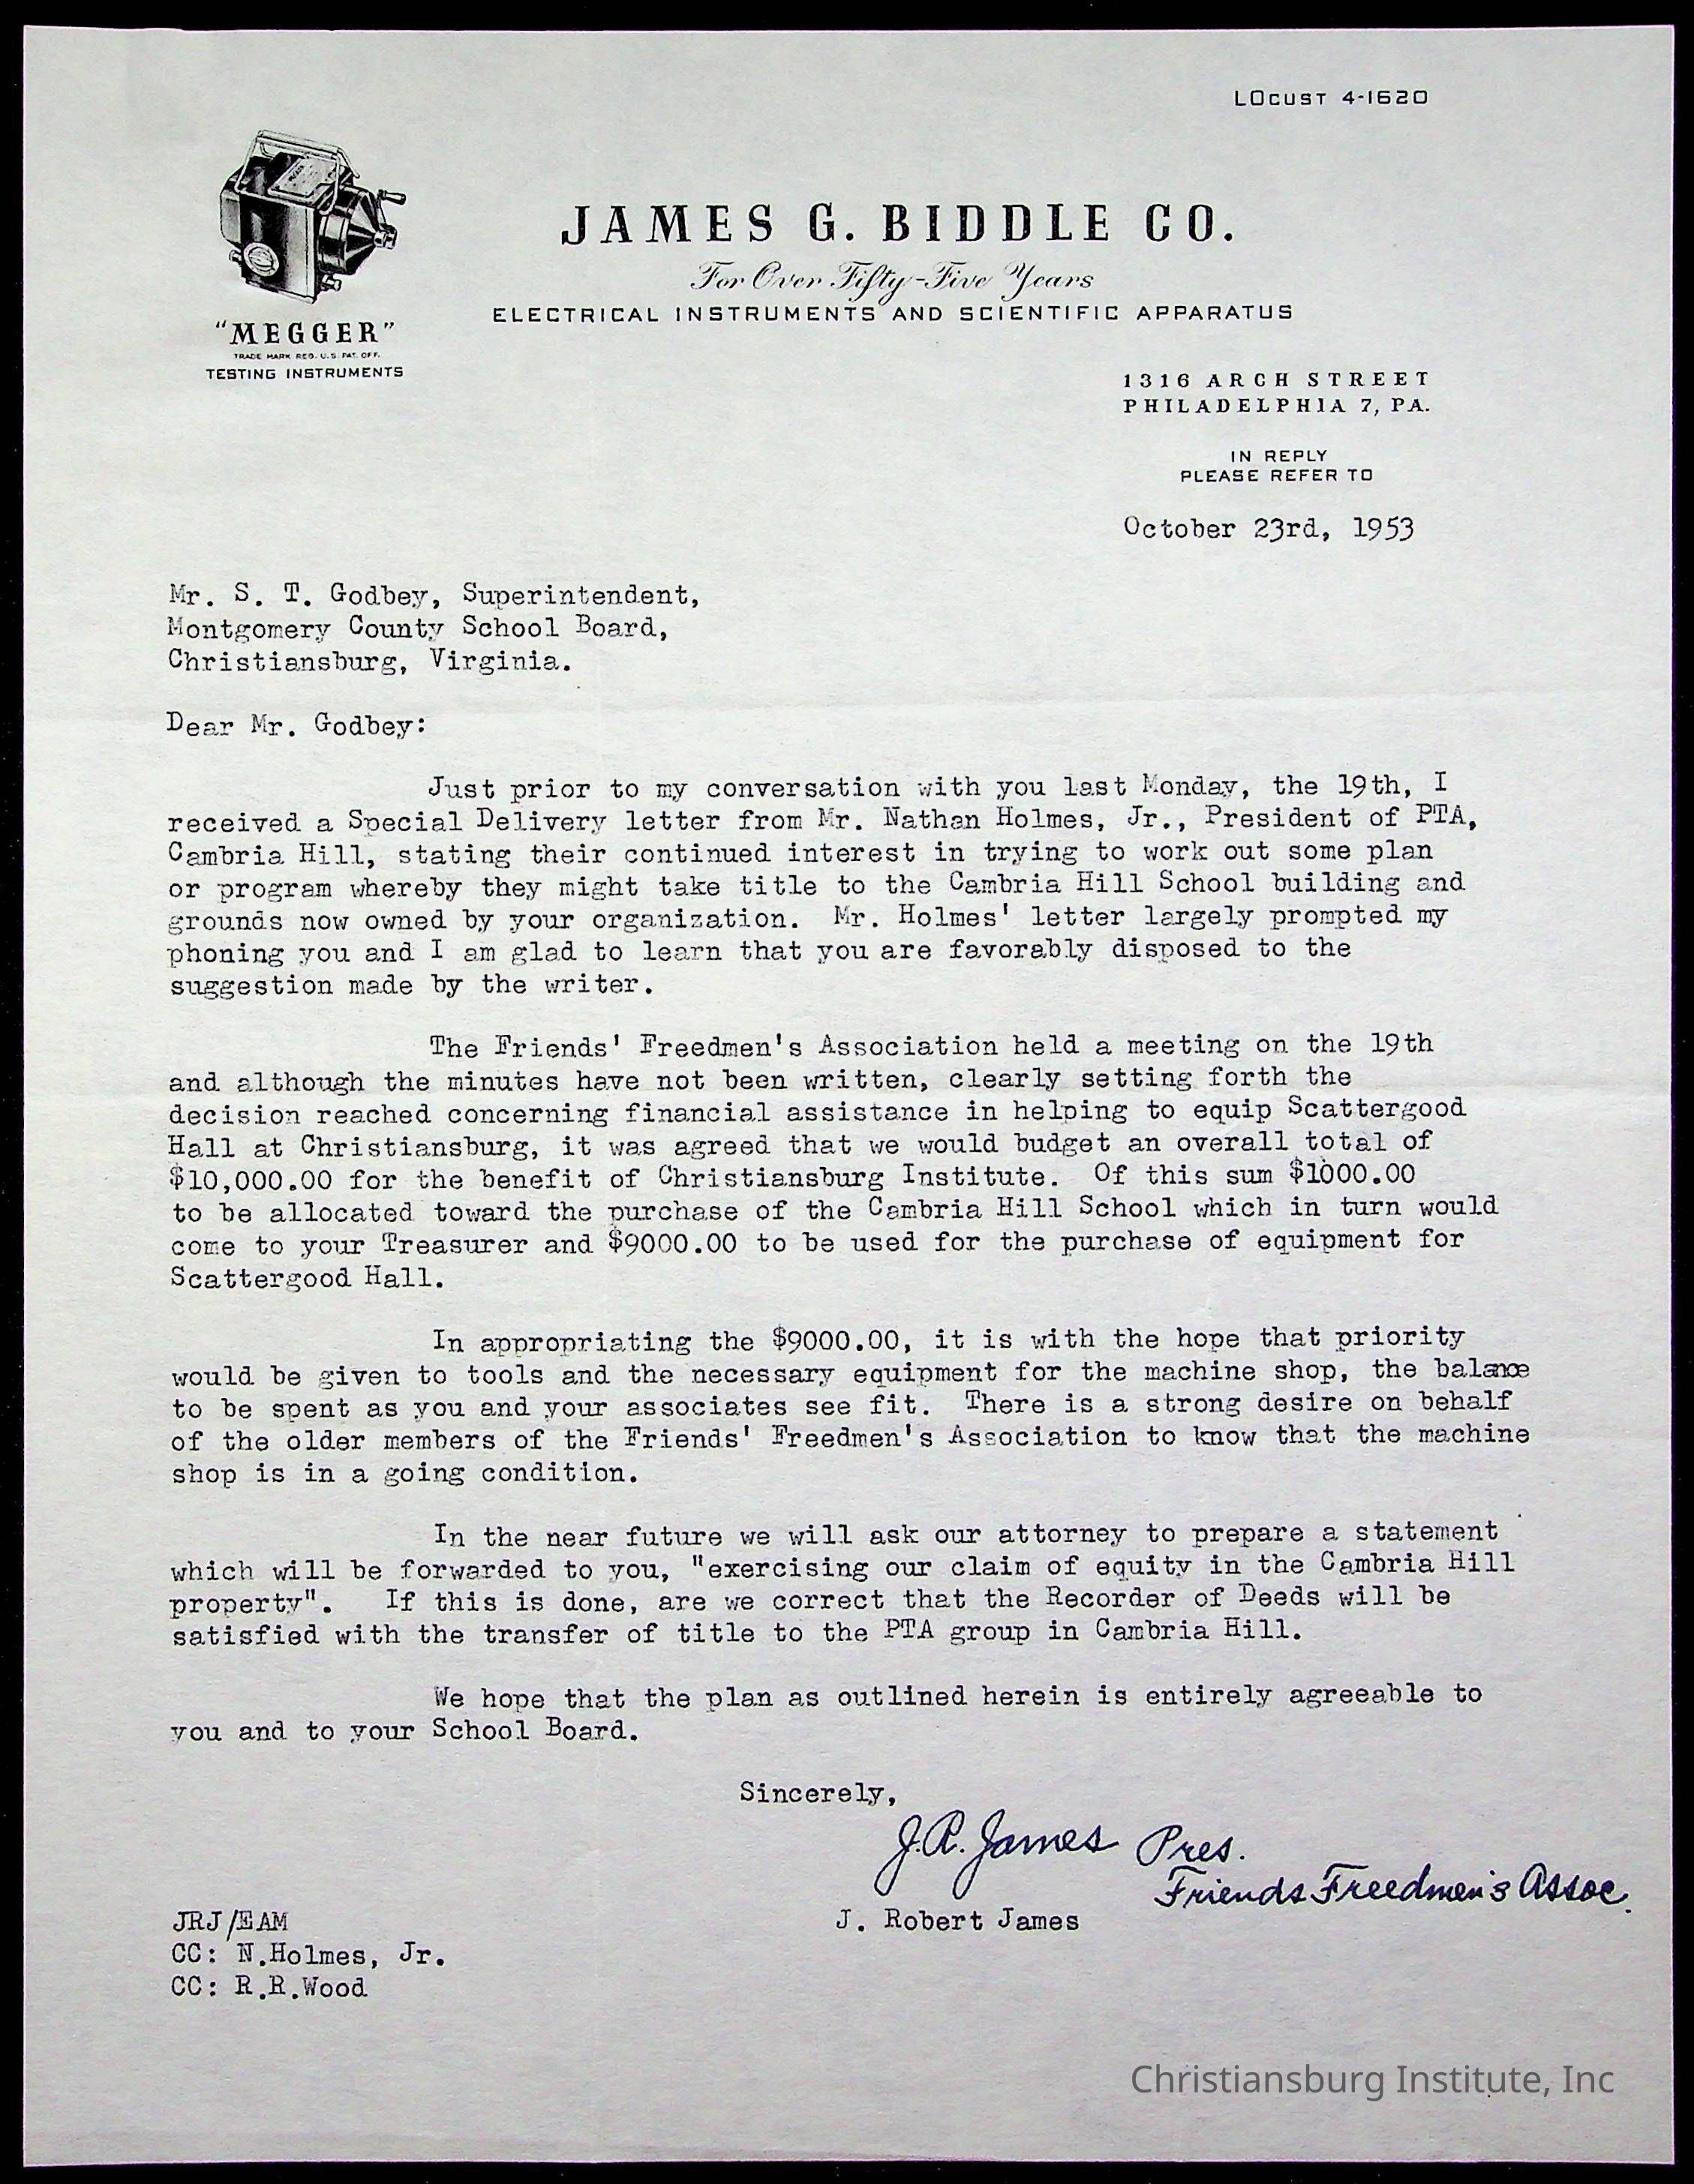 LOCUST 4-1620
JAMES G. BIDDLE CO.
For Over Fifty-Five Years
ELECTRICAL INSTRUMENTS AND SCIENTIFIC APPARATUS
"MEGGER"
TRADE MARK REG. U.S. PAT. OFF.
TESTING INSTRUMENTS
1316 ARCH STREET
PHILADELPHIA 7, PA.
IN REPLY
PLEASE REFER TO
October 23rd, 1953
Mr. S. T. Godbey, Superintendent,
Montgomery County School Board,
Christiansburg, Virginia.
Dear Mr. Godbey:
Just prior to my conversation with you last Monday, the 19th, I
received a Special Delivery letter from Mr. Nathan Holmes, Jr., President of PTA,
Cambria Hill, stating their continued interest in trying to work out some plan
or program whereby they might take title to the Cambria Hill School building and
grounds now owned by your organization. Mr. Holmes' letter largely prompted my
phoning you and I am glad to learn that you are favorably disposed to the
suggestion made by the writer.
The Friends' Freedmen's Association held a meeting on the 19th
and although the minutes have not been written, clearly setting forth the
decision reached concerning financial assistance in helping to equip Scattergood
Hall at Christiansburg, it was agreed that we would budget an overall total of
$10,000.00 for the benefit of Christiansburg Institute. Of this sum $1000.00
to be allocated toward the purchase of the Cambria Hill School which in turn would
come to your Treasurer and $9000.00 to be used for the purchase of equipment for
Scattergood Hall.
In appropriating the $9000.00, it is with the hope that priority
would be given to tools and the necessary equipment for the machine shop, the balance
to be spent as you and your associates see fit. There is a strong desire on behalf
of the older members of the Friends' Freedmen's Association to know that the machine
shop is in a going condition.
In the near future we will ask our attorney to prepare a statement
which will be forwarded to you, "exercising our claim of equity in the Cambria Hill
property". If this is done, are we correct that the Recorder of Deeds will be
satisfied with the transfer of title to the PTA group in Cambria Hill.
We hope that the plan as outlined herein is entirely agreeable to
you and to your School Board.
Sincerely,
J.R. James Pres.
Friends Freedmen's Assoc.
J. Robert James
JRJ/EAM
CC: N.Holmes, Jr.
CC: R.R.Wood
Christiansburg Institute, Inc